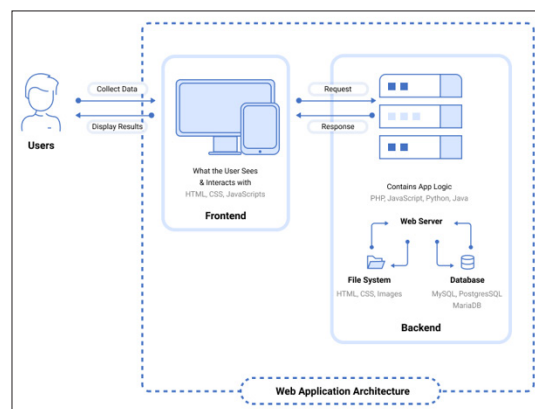 Collect Data
Display Results
Users
What the User Sees
& Interacts with
HTML, CSS, JavaScripts
Frontend
Request
Response
Contains App Logic
PHP, JavaScript, Python, Java
Web Server
File System
HTML, CSS, Images
Database
MySQL, PostgresSQL
MariaDB
Backend
Web Application Architecture